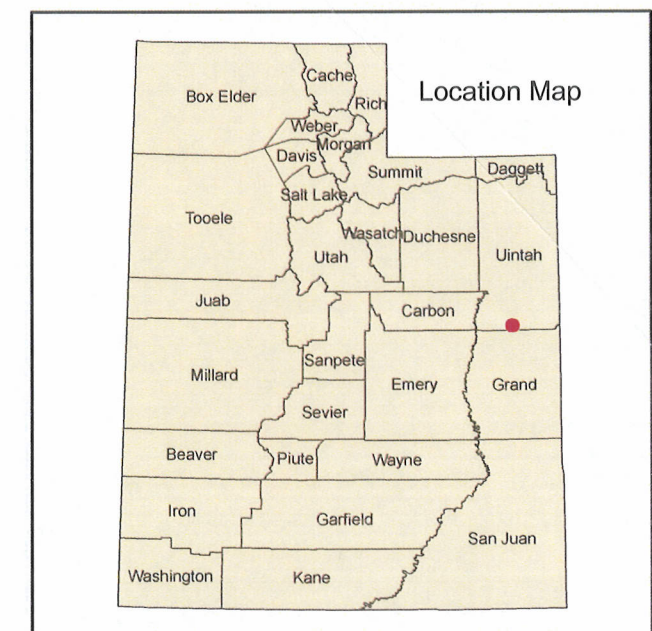 Location Map
Box Elder
Cache
Rich
Weber
Morgan
Davis
Summit
Daggett
Salt Lake
Tooele
Wasatch
Duchesne
Utah
Uintah
Juab
Carbon
Sanpete
Millard
Emery
Grand
Sevier
Beaver
Piute
Wayne
Iron
Garfield
San Juan
Washington
Kane